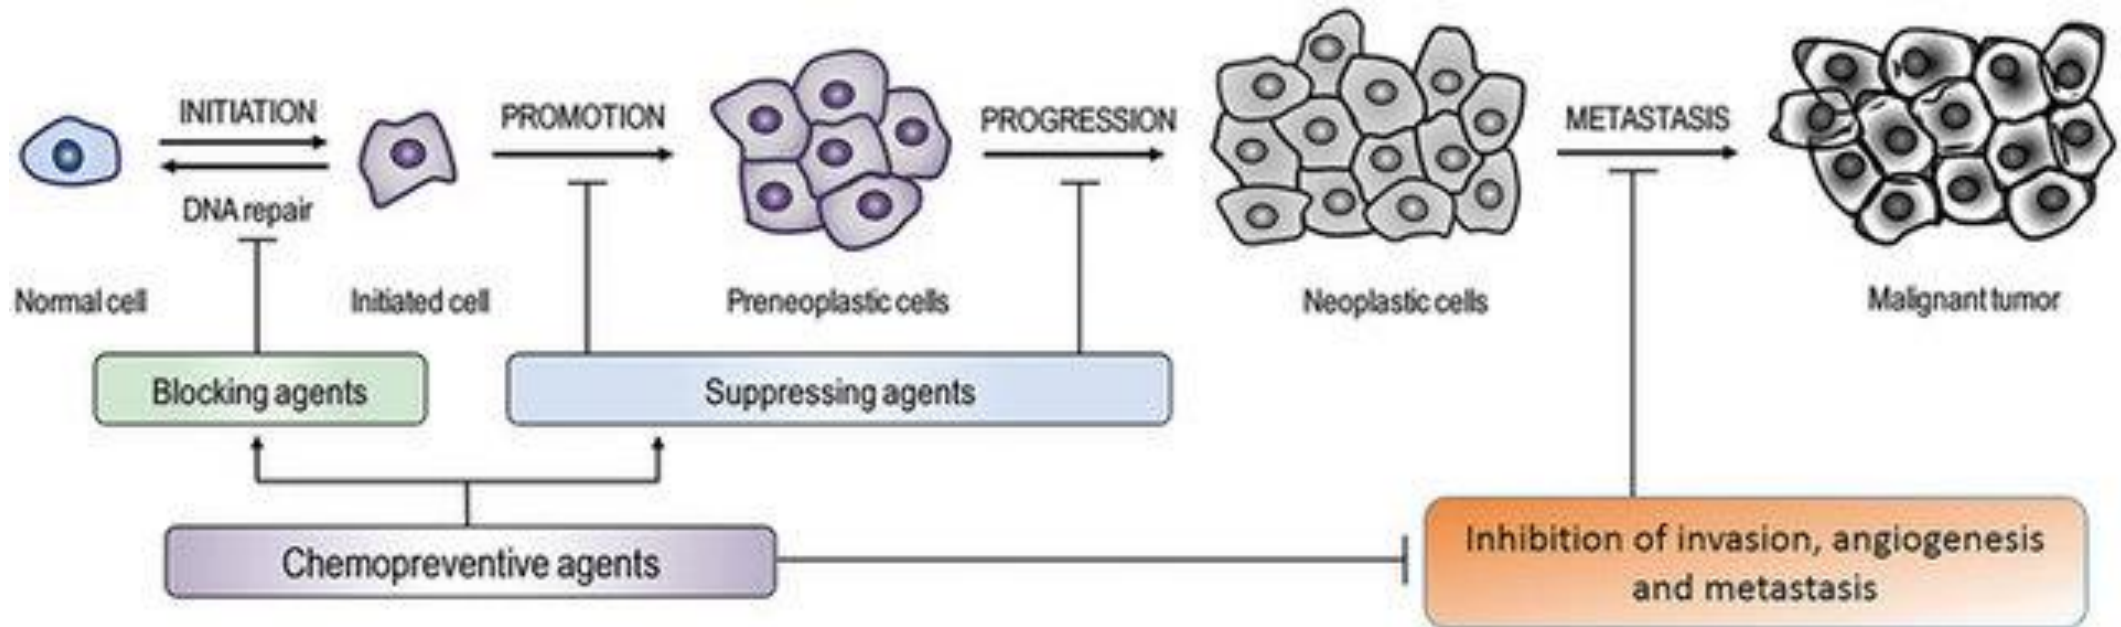 INITIATION
PROMOTION
PROGRESSION
METASTASIS
DNA repair
Normal cell
Initiated cell
Preneoplastic cells
Neoplastic cells
Malignant tumor
Blocking agents
Suppressing agents
Chemopreventive agents
Inhibition of invasion, angiogenesis
and metastasis